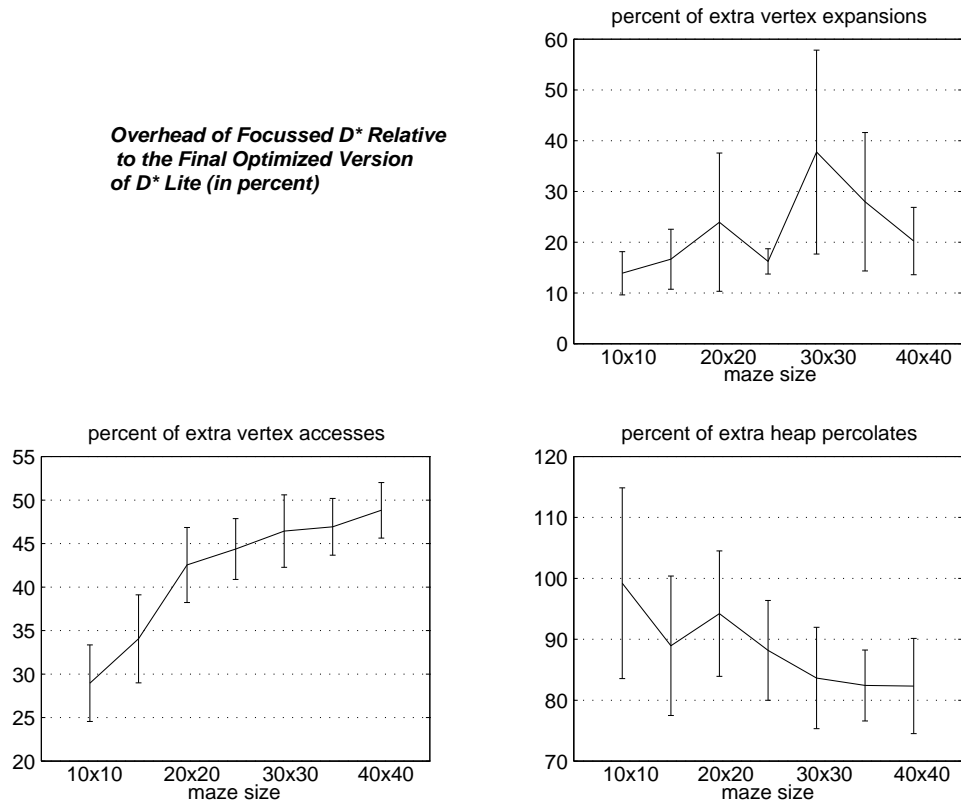 percent of extra vertex expansions
60
50
40
30
20
10
0
10x10 20x20 30x30 40x40
maze size
Overhead of Focussed D* Relative
to the Final Optimized Version
of D* Lite (in percent)
percent of extra vertex accesses
55
50
45
40
35
30
25
20
10x10 20x20 30x30 40x40
maze size
percent of extra heap percolates
120
110
100
90
80
70
10x10 20x20 30x30 40x40
maze size